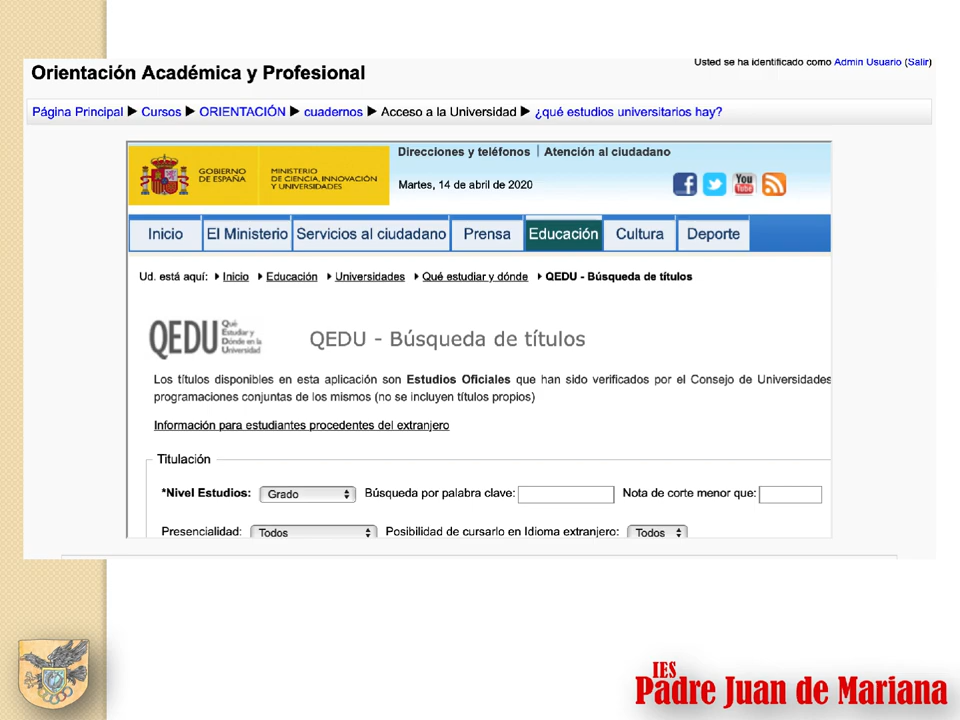 Usted se ha identificado como Admin Usuario (Salir)
Orientación Académica y Profesional
Página Principal ▶ Cursos ▶ ORIENTACIÓN ▶ cuadernos ▶ Acceso a la Universidad ▶ ¿qué estudios universitarios hay?
Direcciones y teléfonos | Atención al ciudadano
GOBIERNO
DE ESPAÑA
MINISTERIO
DE CIENCIA, INNOVACIÓN
Y UNIVERSIDADES
Martes, 14 de abril de 2020
You
Tube
Inicio El Ministerio Servicios al ciudadano Prensa Educación Cultura Deporte
Ud. está aquí: Inicio Educación Universidades Qué estudiar y dónde QEDU - Búsqueda de títulos
QEDU
Qué
Estudiar y
Dónde en la
Universidad
QEDU - Búsqueda de títulos
Los títulos disponibles en esta aplicación son Estudios Oficiales que han sido verificados por el Consejo de Universidades
programaciones conjuntas de los mismos (no se incluyen títulos propios)
Información para estudiantes procedentes del extranjero
Titulación
*Nivel Estudios: Grado Búsqueda por palabra clave: Nota de corte menor que:
Presencialidad: Todos Posibilidad de cursarlo en Idioma extranjero: Todos
IES
Padre Juan de Mariana